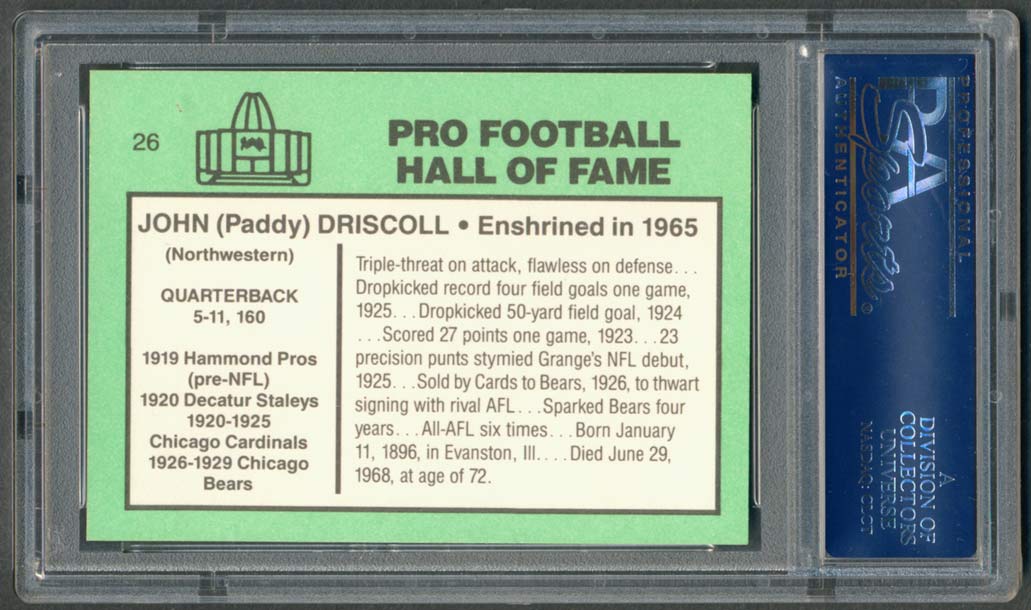 26
PRO FOOTBALL
HALL OF FAME
JOHN (Paddy) DRISCOLL • Enshrined in 1965
(Northwestern)
QUARTERBACK
5-11, 160
1919 Hammond Pros
(pre-NFL)
1920 Decatur Staleys
1920-1925
Chicago Cardinals
1926-1929 Chicago
Bears
Triple-threat on attack, flawless on defense. . .
Dropkicked record four field goals one game,
1925. . .Dropkicked 50-yard field goal, 1924
. . .Scored 27 points one game, 1923. . .23
precision punts stymied Grange's NFL debut,
1925. . .Sold by Cards to Bears, 1926, to thwart
signing with rival AFL. . .Sparked Bears four
years. . .All-AFL six times. . .Born January
11, 1896, in Evanston, Ill. . . .Died June 29,
1968, at age of 72.
PROFESSIONAL
PSA
Sports®
AUTHENTICATOR
A
DIVISION OF
COLLECTORS
UNIVERSE
NASDAQ: CLCT